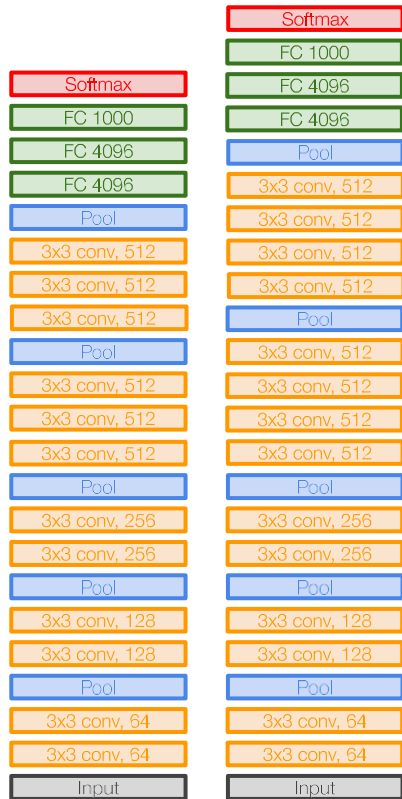 Softmax
FC 1000
FC 4096
FC 4096
Pool
3x3 conv, 512
3x3 conv, 512
3x3 conv, 512
Pool
3x3 conv, 512
3x3 conv, 512
3x3 conv, 512
Pool
3x3 conv, 256
3x3 conv, 256
Pool
3x3 conv, 128
3x3 conv, 128
Pool
3x3 conv, 64
3x3 conv, 64
Input
Softmax
FC 1000
FC 4096
FC 4096
Pool
3x3 conv, 512
3x3 conv, 512
3x3 conv, 512
3x3 conv, 512
Pool
3x3 conv, 512
3x3 conv, 512
3x3 conv, 512
3x3 conv, 512
Pool
3x3 conv, 256
3x3 conv, 256
Pool
3x3 conv, 128
3x3 conv, 128
Pool
3x3 conv, 64
3x3 conv, 64
Input